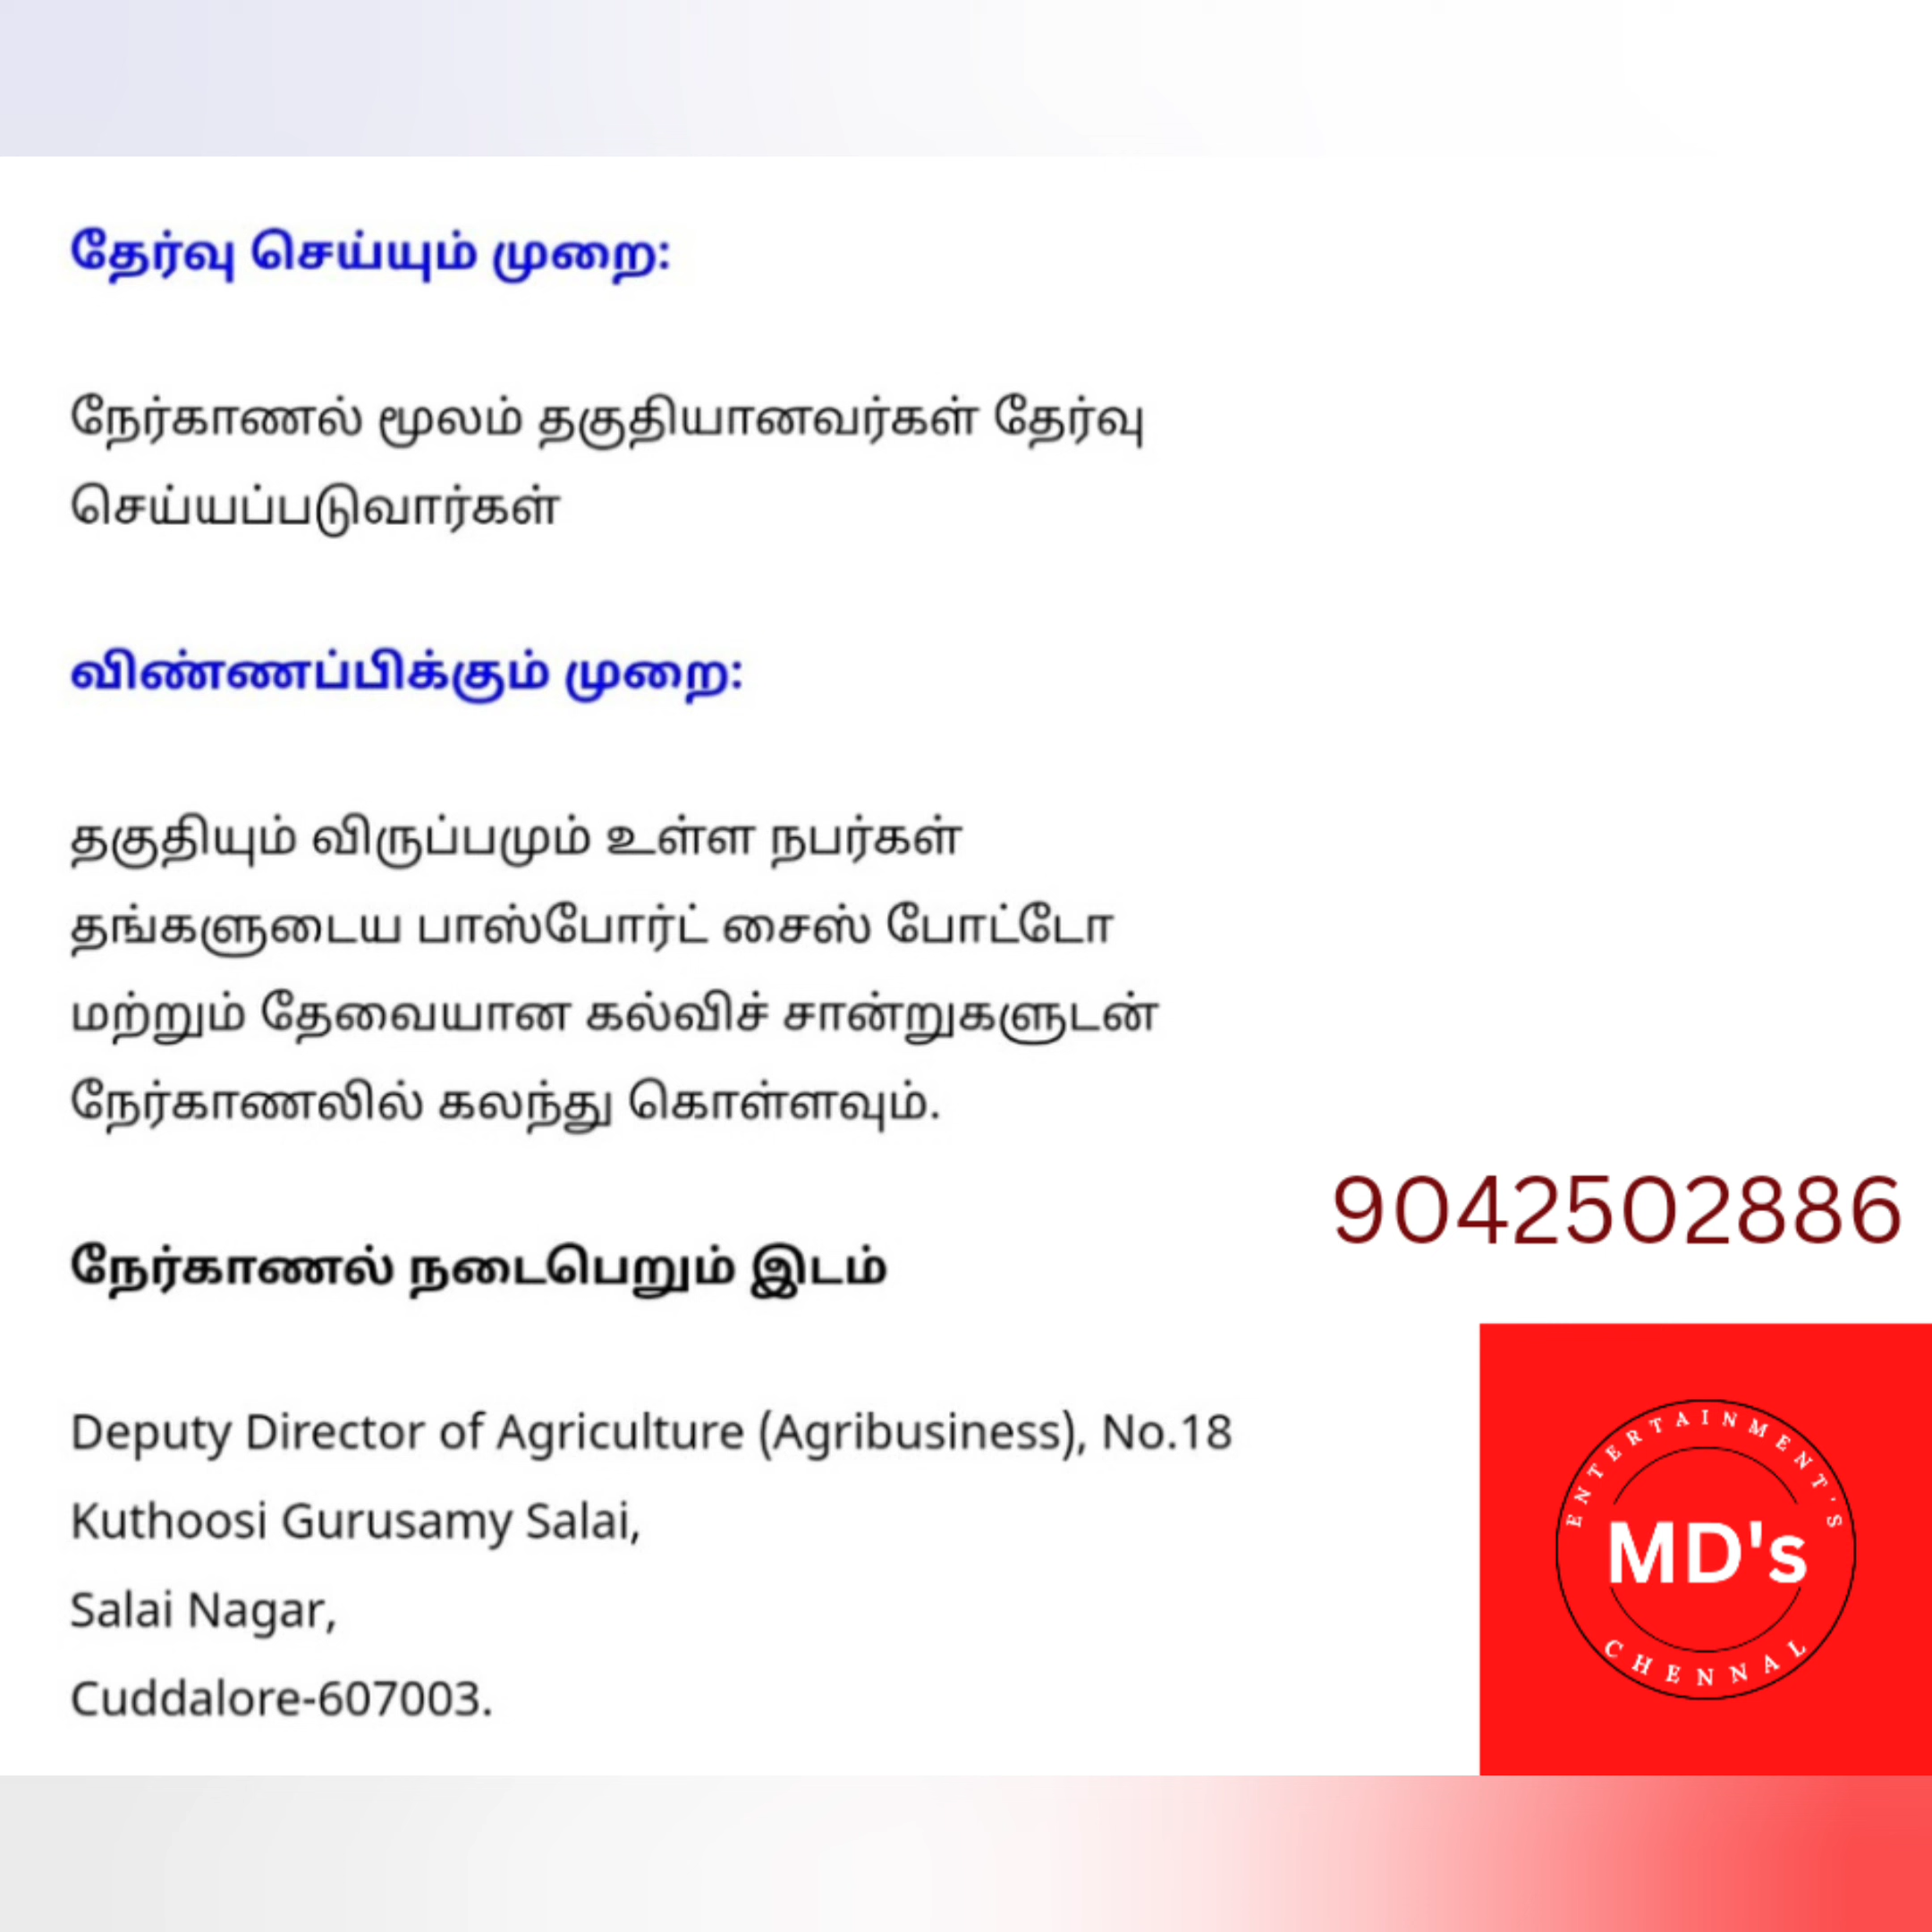 தேர்வு செய்யும் முறை:
நேர்காணல் மூலம் தகுதியானவர்கள் தேர்வு
செய்யப்படுவார்கள்
விண்ணப்பிக்கும் முறை:
தகுதியும் விருப்பமும் உள்ள நபர்கள்
தங்களுடைய பாஸ்போர்ட் சைஸ் போட்டோ
மற்றும் தேவையான கல்விச் சான்றுகளுடன்
நேர்காணலில் கலந்து கொள்ளவும்.
9042502886
நேர்காணல் நடைபெறும் இடம்
Deputy Director of Agriculture (Agribusiness), No.18
Kuthoosi Gurusamy Salai,
Salai Nagar,
Cuddalore-607003.
ENTERTAINMENT'S
MD's
CHENNAL